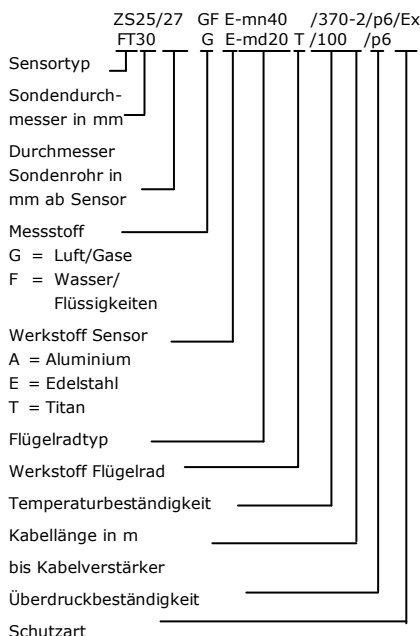 ZS25/27 GF E-mn40 /370-2/p6/Ex
FT30 G E-md20 T /100 /p6
Sensortyp
Sondendurch-
messer in mm
Durchmesser
Sondenrohr in
mm ab Sensor
Messstoff
G = Luft/Gase
F = Wasser/
Flüssigkeiten
Werkstoff Sensor
A = Aluminium
E = Edelstahl
T = Titan
Flügelradtyp
Werkstoff Flügelrad
Temperaturbeständigkeit
Kabellänge in m
bis Kabelverstärker
Überdruckbeständigkeit
Schutzart